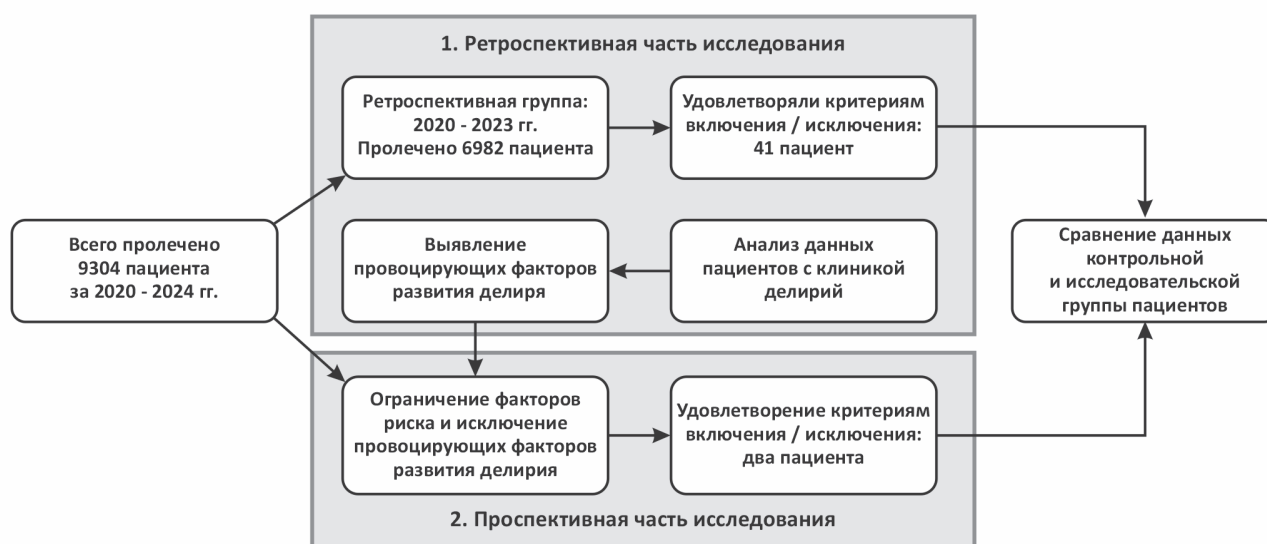 1. Ретроспективная часть исследования
Ретроспективная группа:
2020 - 2023 гг.
Пролечено 6982 пациента
Удовлетворяли критериям
включения / исключения:
41 пациент
Всего пролечено
9304 пациента
за 2020 - 2024 гг.
Выявление
провоцирующих факторов
развития делиря
Анализ данных
пациентов с клиникой
делирий
Сравнение данных
контрольной
и исследовательской
группы пациентов
Ограничение факторов
риска и исключение
провоцирующих факторов
развития делирия
Удовлетворение критериям
включения / исключения:
два пациента
2. Проспективная часть исследования